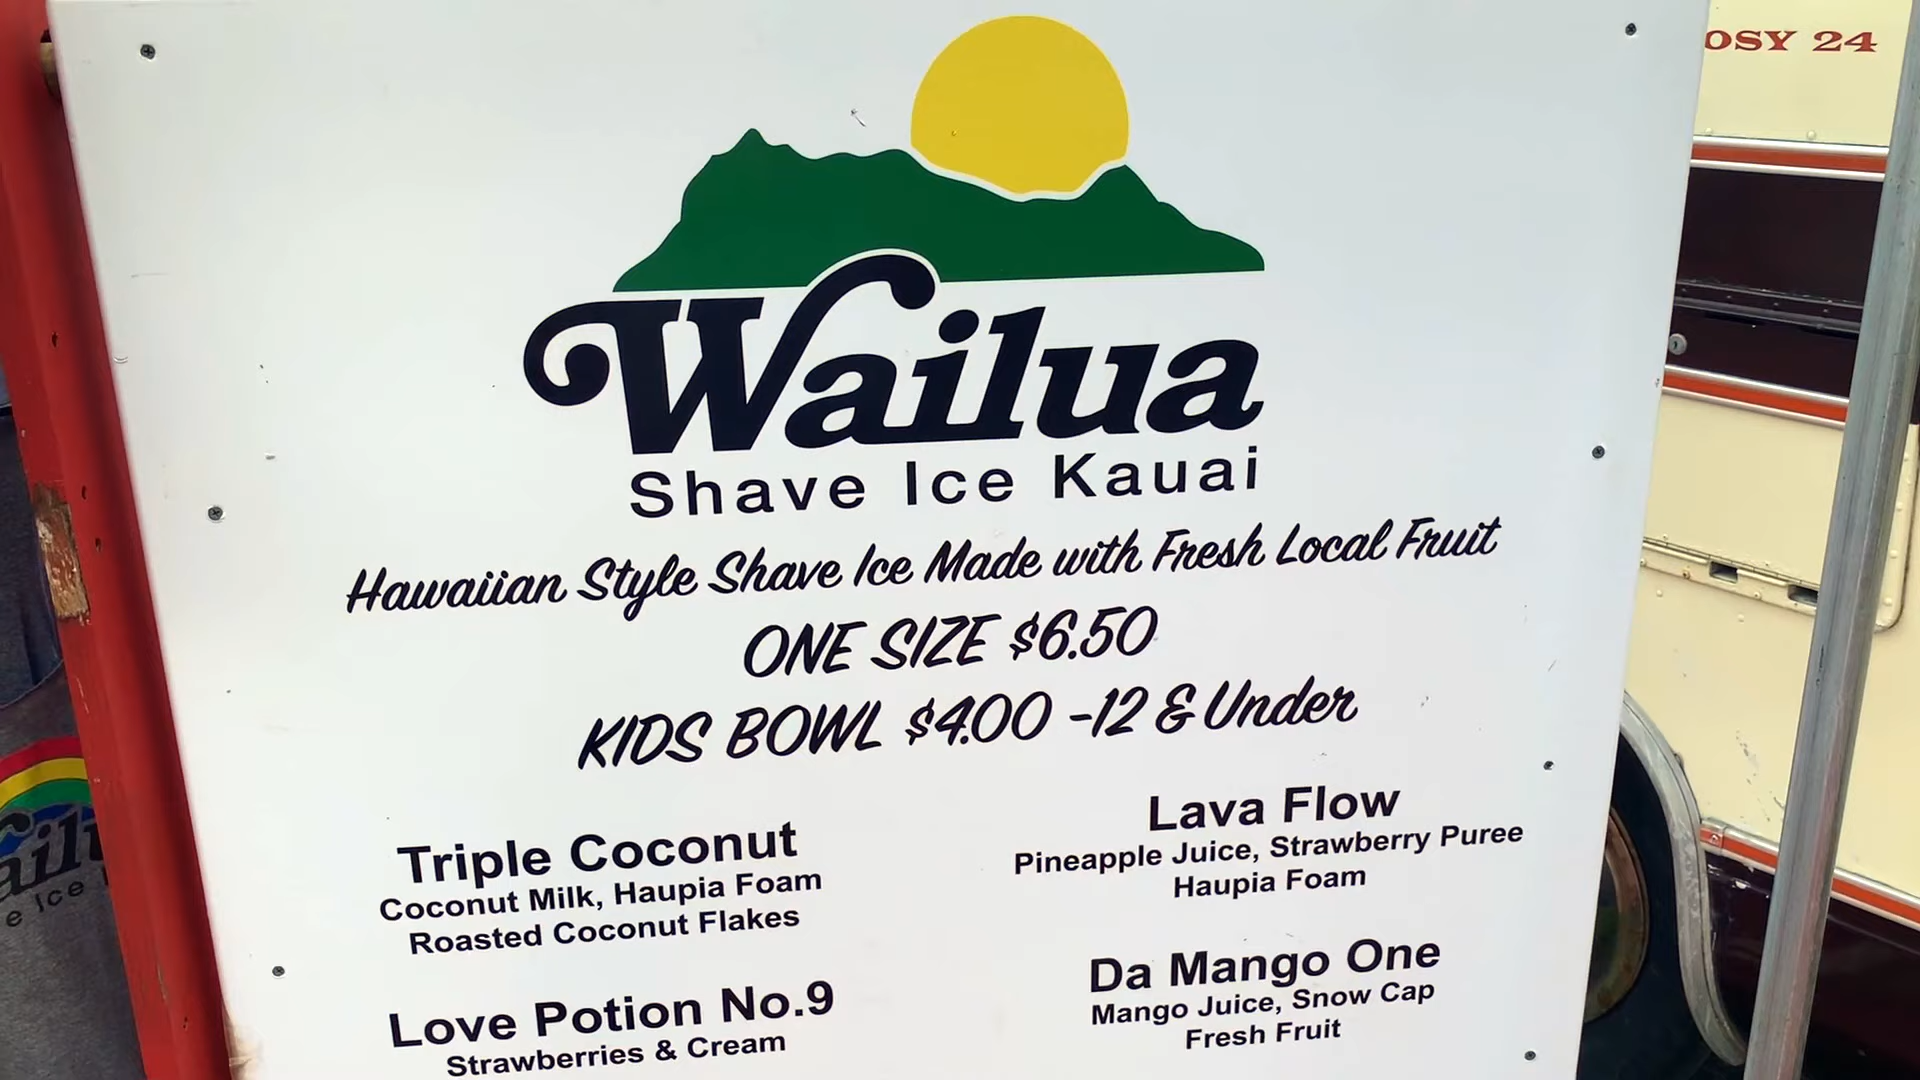 OSY 24
Wailua
Shave Ice Kauai
Hawaiian Style Shave Ice Made with Fresh Local Fruit
ONE SIZE $6.50
KIDS BOWL $4.00 -12 & Under
Triple Coconut
Coconut Milk, Haupia Foam
Roasted Coconut Flakes
Love Potion No.9
Strawberries & Cream
Lava Flow
Pineapple Juice, Strawberry Puree
Haupia Foam
Da Mango One
Mango Juice, Snow Cap
Fresh Fruit
ailu
e Ice